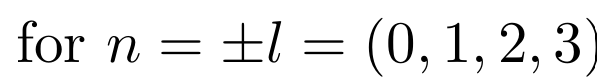 for n = ±l = (0, 1, 2, 3)